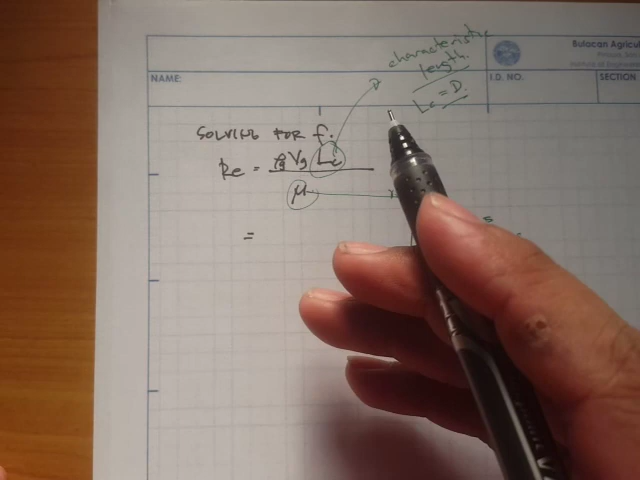 Bulacan Agricu
NAME:
I.D. NO.
SECTION
characteristic
length.
Lc = D.
SOLVING FOR f.
Re = ρg Vg Lc
μ
=